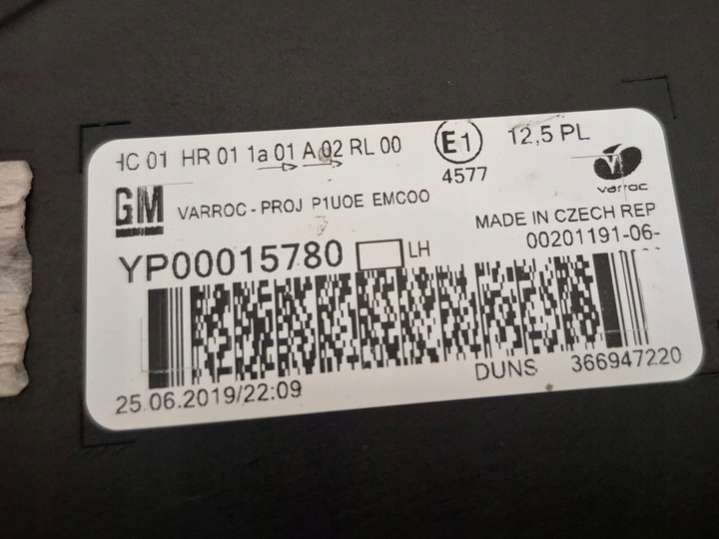 HC 01 HR 01 1a 01 A 02 RL 00 E1 12,5 PL
4577
varroc
GM VARROC - PROJ P1UOE EMC00
MADE IN CZECH REP
YP00015780 LH 00201191-06-
DUNS 366947220
25.06.2019/22:09